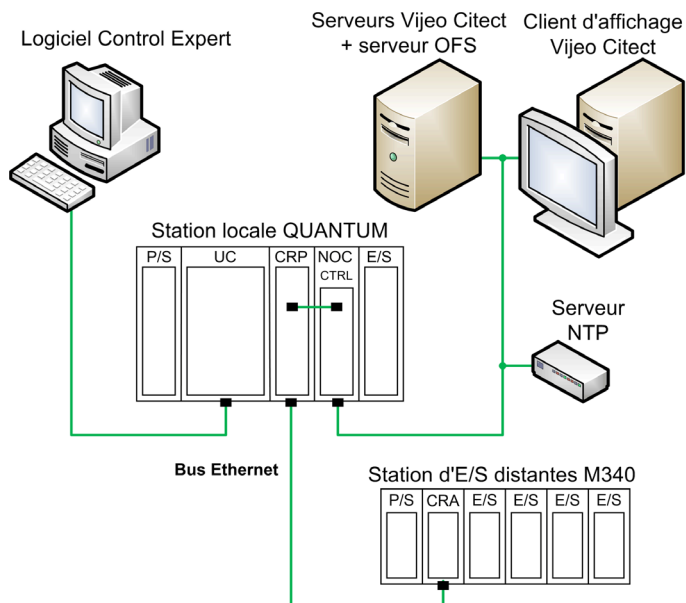 Logiciel Control Expert
Serveurs Vijeo Citect
+ serveur OFS
Client d'affichage
Vijeo Citect
Station locale QUANTUM
P/S UC CRP NOC E/S
CTRL
Serveur
NTP
Bus Ethernet
Station d'E/S distantes M340
P/S CRA E/S E/S E/S E/S